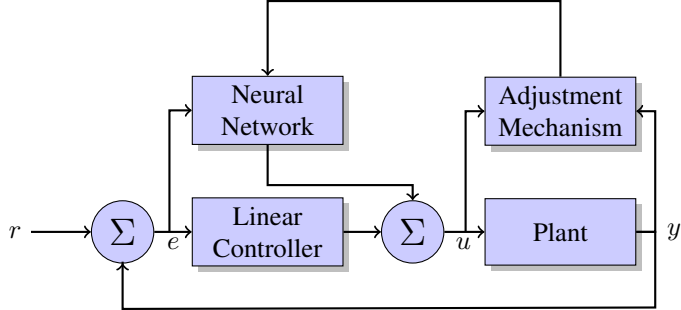 Neural
Network
Adjustment
Mechanism
r
Σ
e
Linear
Controller
Σ
u
Plant
y